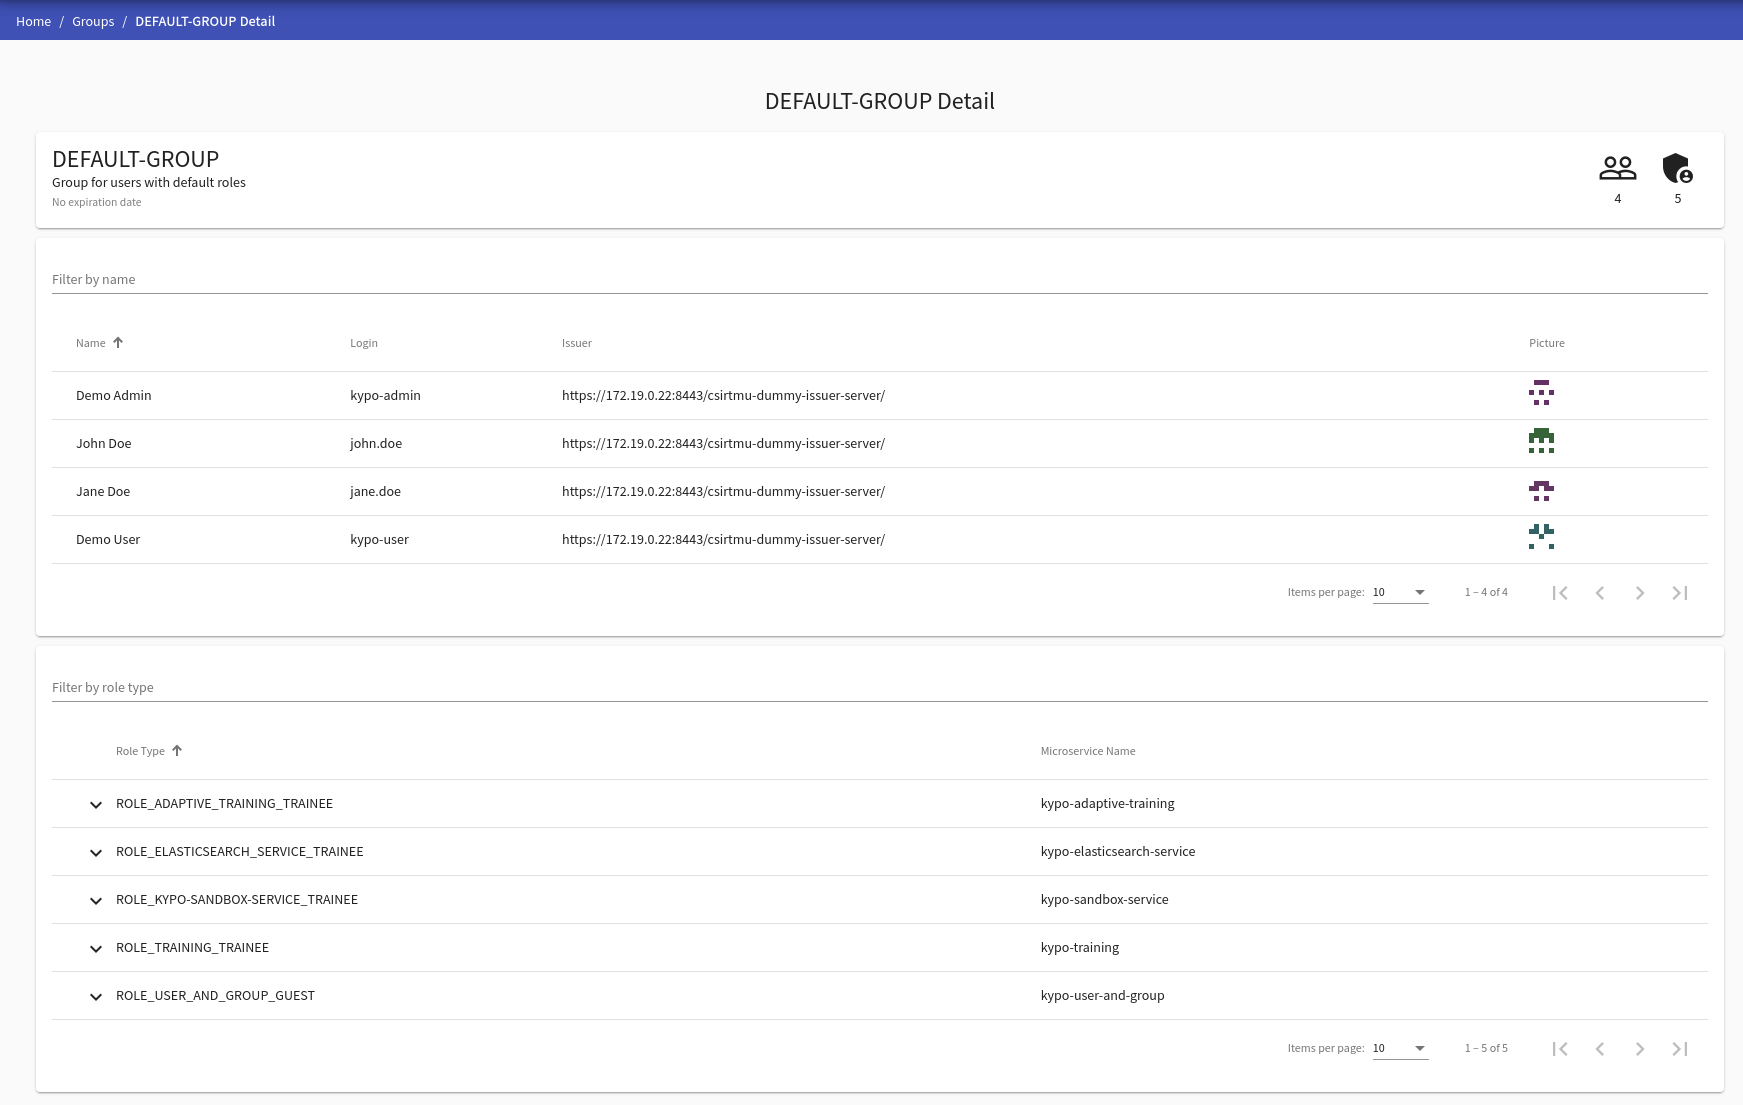 Home / Groups / DEFAULT-GROUP Detail
DEFAULT-GROUP Detail
DEFAULT-GROUP
Group for users with default roles
No expiration date
4 5
Filter by name
Name Login Issuer Picture
Demo Admin kypo-admin https://172.19.0.22:8443/csirtmu-dummy-issuer-server/
John Doe john.doe https://172.19.0.22:8443/csirtmu-dummy-issuer-server/
Jane Doe jane.doe https://172.19.0.22:8443/csirtmu-dummy-issuer-server/
Demo User kypo-user https://172.19.0.22:8443/csirtmu-dummy-issuer-server/
Items per page: 10 1 – 4 of 4
Filter by role type
Role Type Microservice Name
ROLE_ADAPTIVE_TRAINING_TRAINEE kypo-adaptive-training
ROLE_ELASTICSEARCH_SERVICE_TRAINEE kypo-elasticsearch-service
ROLE_KYPO-SANDBOX-SERVICE_TRAINEE kypo-sandbox-service
ROLE_TRAINING_TRAINEE kypo-training
ROLE_USER_AND_GROUP_GUEST kypo-user-and-group
Items per page: 10 1 – 5 of 5